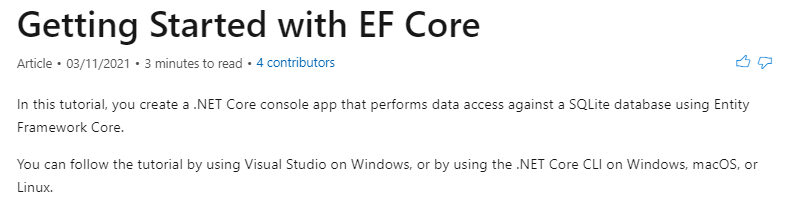 Getting Started with EF Core
Article • 03/11/2021 • 3 minutes to read • 4 contributors
In this tutorial, you create a .NET Core console app that performs data access against a SQLite database using Entity
Framework Core.
You can follow the tutorial by using Visual Studio on Windows, or by using the .NET Core CLI on Windows, macOS, or
Linux.